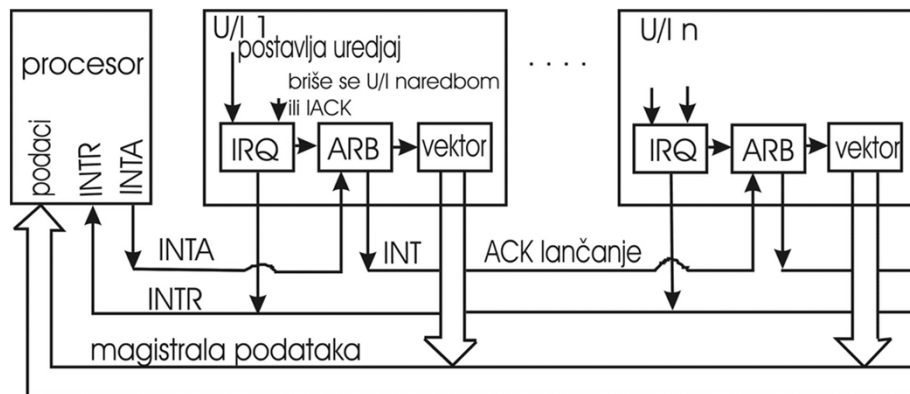 U/I 1
postavlja uredjaj
briše se U/I naredbom
ili IACK
IRQ
ARB
vektor
. . . .
U/I n
IRQ
ARB
vektor
procesor
podaci
INTR
INTA
INTA
INT
ACK lančanje
INTR
magistrala podataka